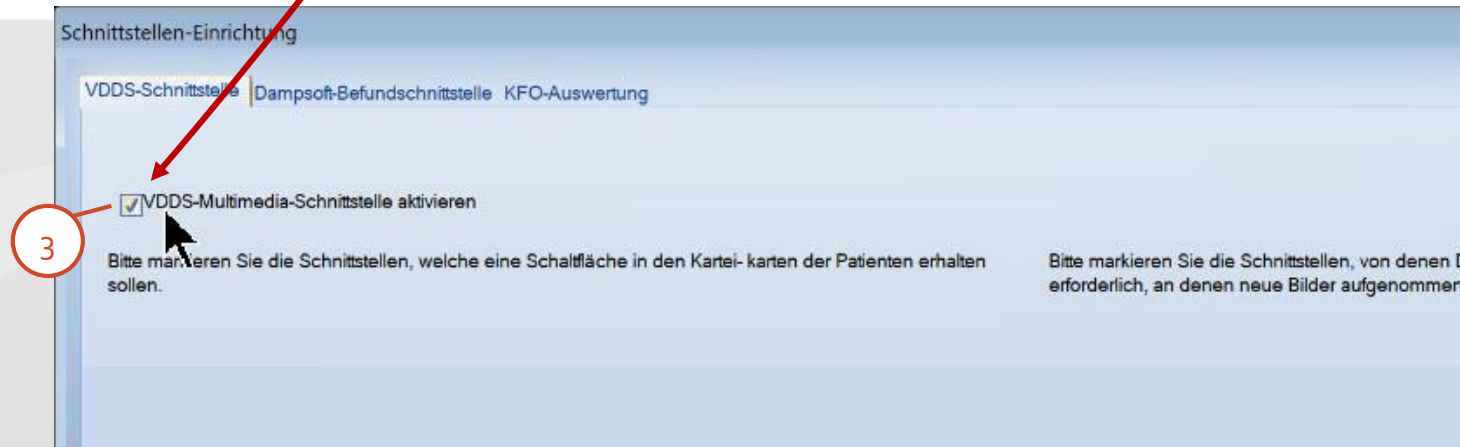 Schnittstellen-Einrichtung
VDDS-Schnittstelle Dampsoft-Befundschnittstelle KFO-Auswertung
VDDS-Multimedia-Schnittstelle aktivieren
3
Bitte markieren Sie die Schnittstellen, welche eine Schaltfläche in den Kartei- karten der Patienten erhalten
sollen.
Bitte markieren Sie die Schnittstellen, von denen
erforderlich, an denen neue Bilder aufgenommen